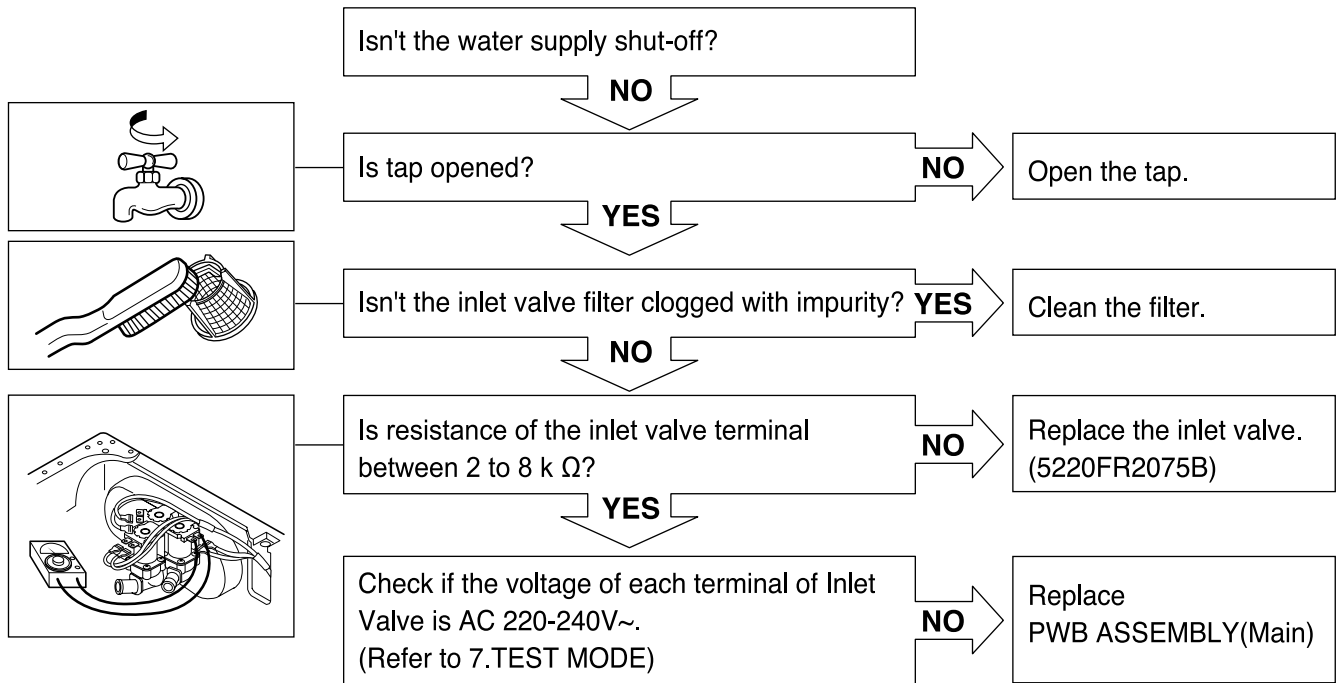 Isn't the water supply shut-off?
NO
Is tap opened?
NO
Open the tap.
YES
Isn't the inlet valve filter clogged with impurity?
YES
Clean the filter.
NO
Is resistance of the inlet valve terminal
between 2 to 8 k Ω?
NO
Replace the inlet valve.
(5220FR2075B)
YES
Check if the voltage of each terminal of Inlet
Valve is AC 220-240V~.
(Refer to 7.TEST MODE)
NO
Replace
PWB ASSEMBLY(Main)